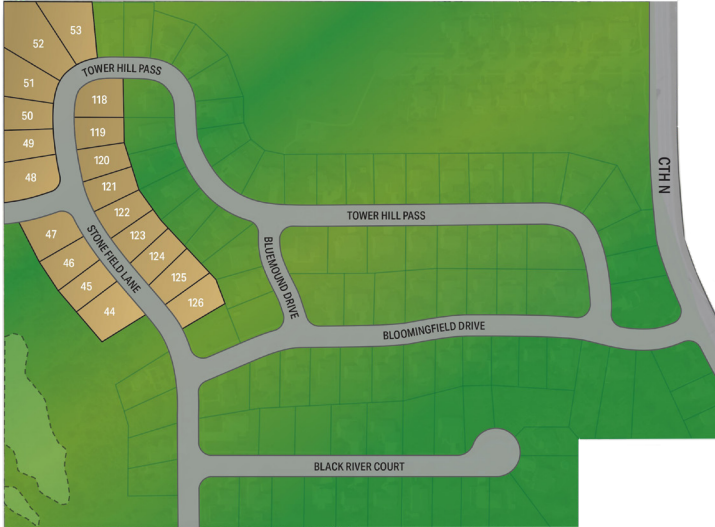 53
52
TOWER HILL PASS
51
118
50
119
49
120
48
121
122
TOWER HILL PASS
CTH N
47
123
STONE FIELD LANE
124
BLUEMOUND DRIVE
46
125
45
126
44
BLOOMINGFIELD DRIVE
BLACK RIVER COURT